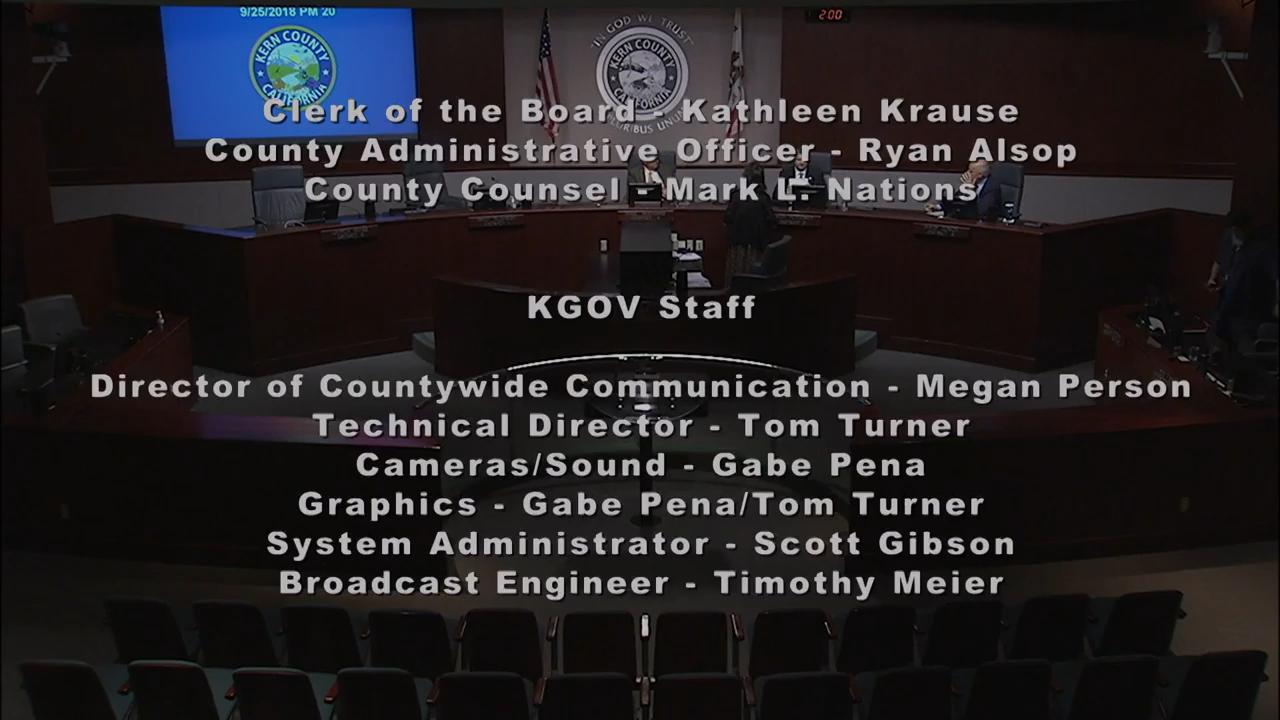 9/25/2018 PM 20
KERN COUNTY
CALIFORNIA
IN GOD WE TRUST
KERN COUNTY
CALIFORNIA
2:00
Clerk of the Board - Kathleen Krause
County Administrative Officer - Ryan Alsop
County Counsel - Mark L. Nations
KGOV Staff
Director of Countywide Communication - Megan Person
Technical Director - Tom Turner
Cameras/Sound - Gabe Pena
Graphics - Gabe Pena/Tom Turner
System Administrator - Scott Gibson
Broadcast Engineer - Timothy Meier